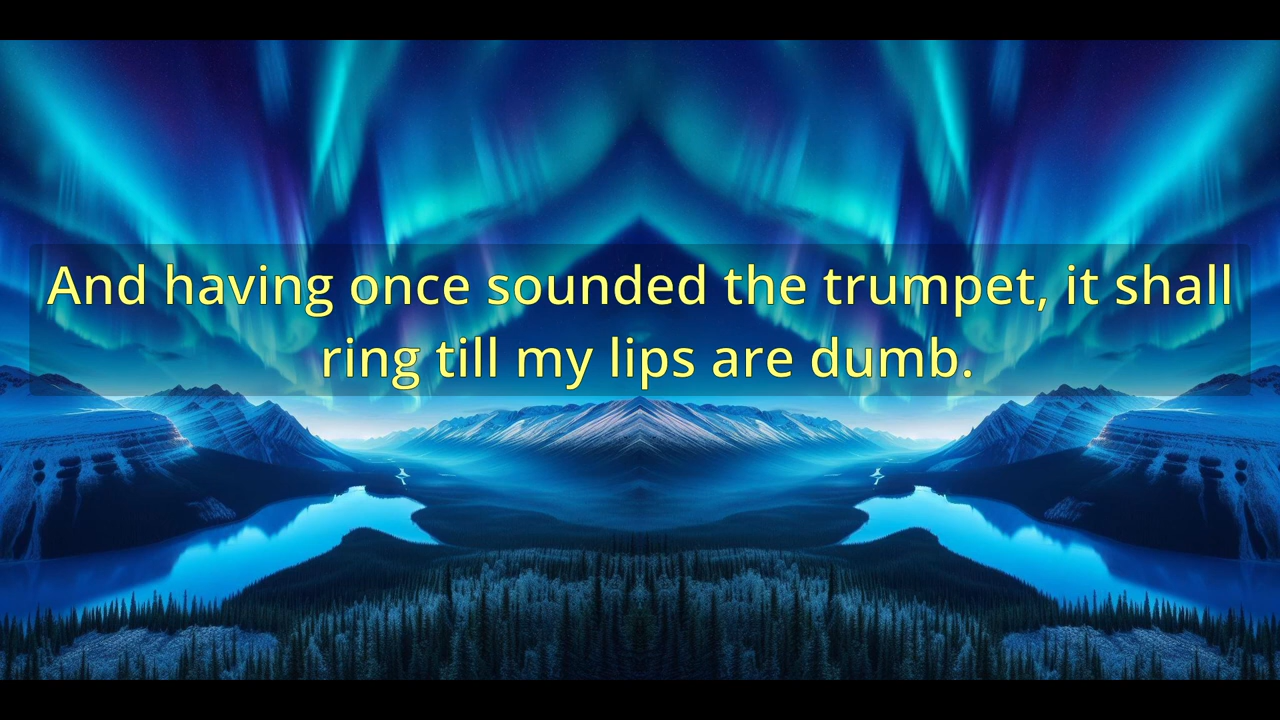 And having once sounded the trumpet, it shall
ring till my lips are dumb.